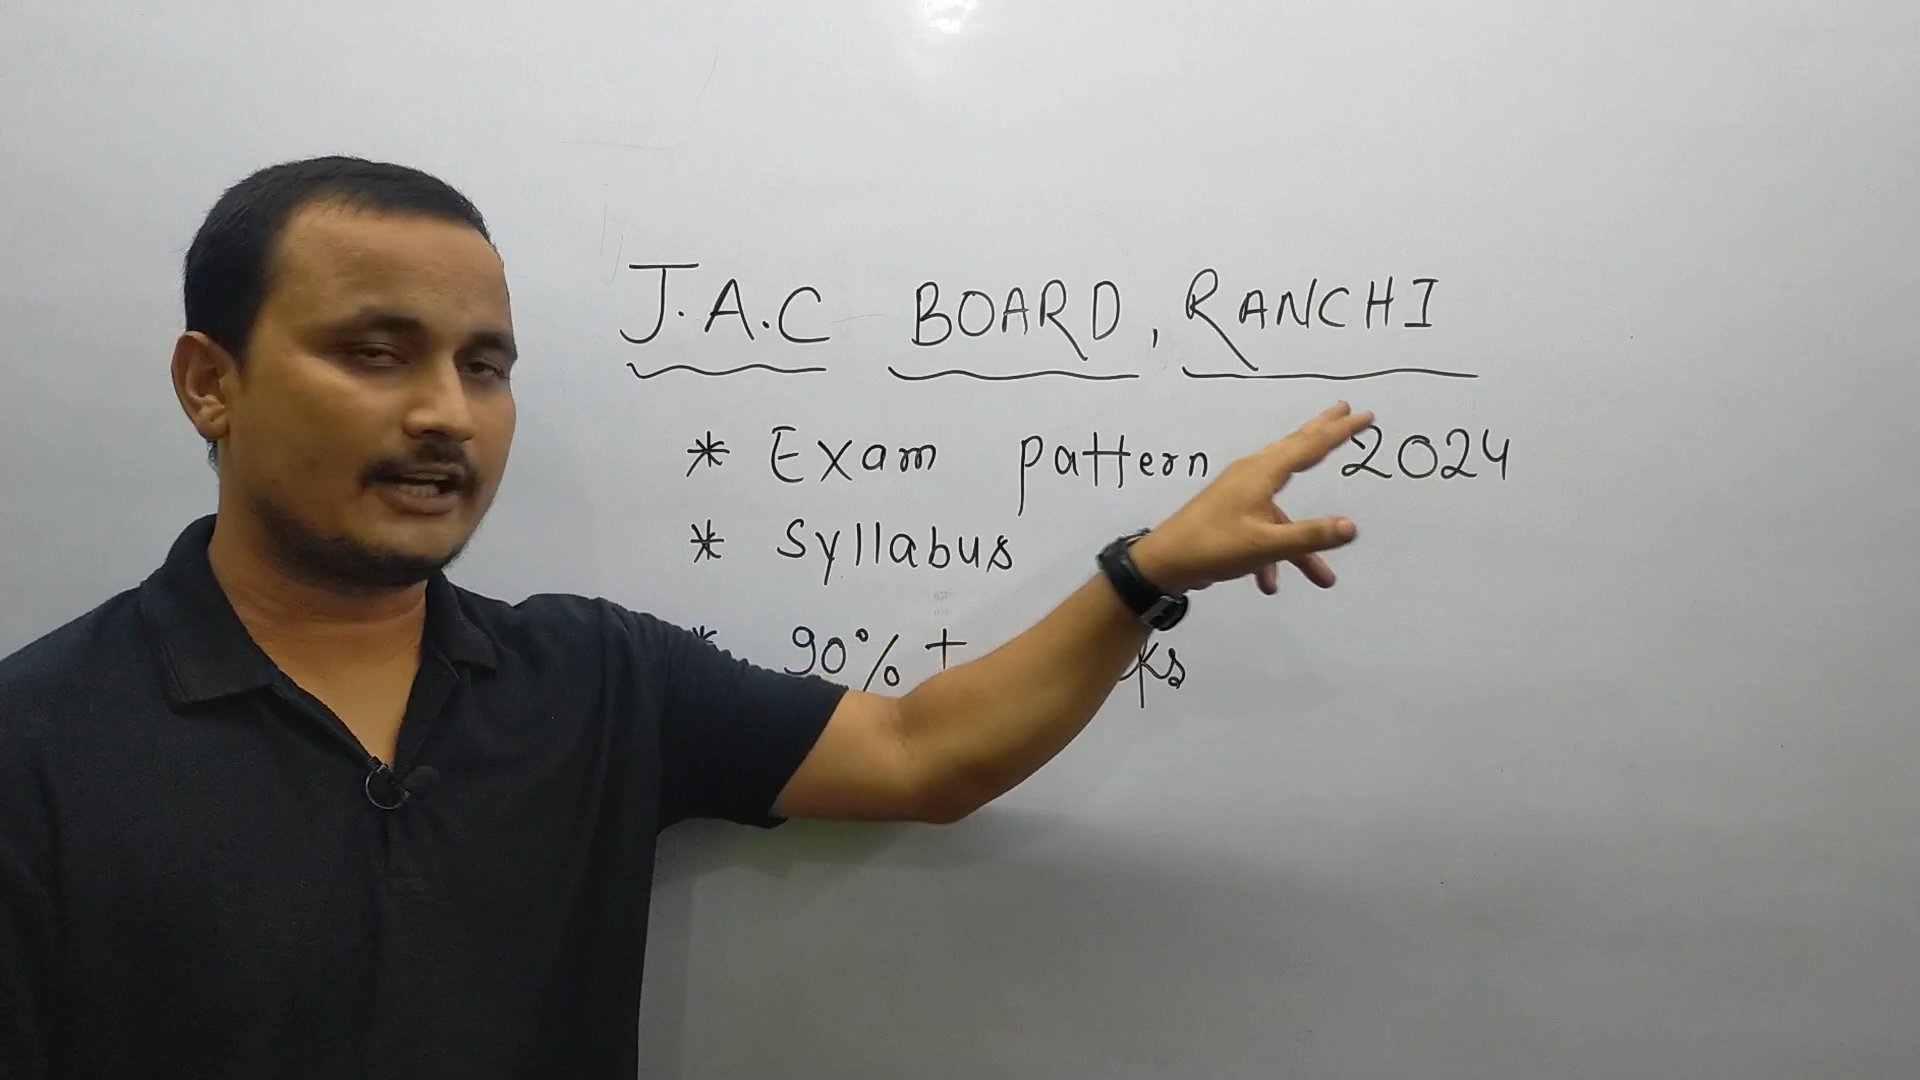 J.A.C BOARD, RANCHI
* Exam pattern 2024
* Syllabus
* 90% +